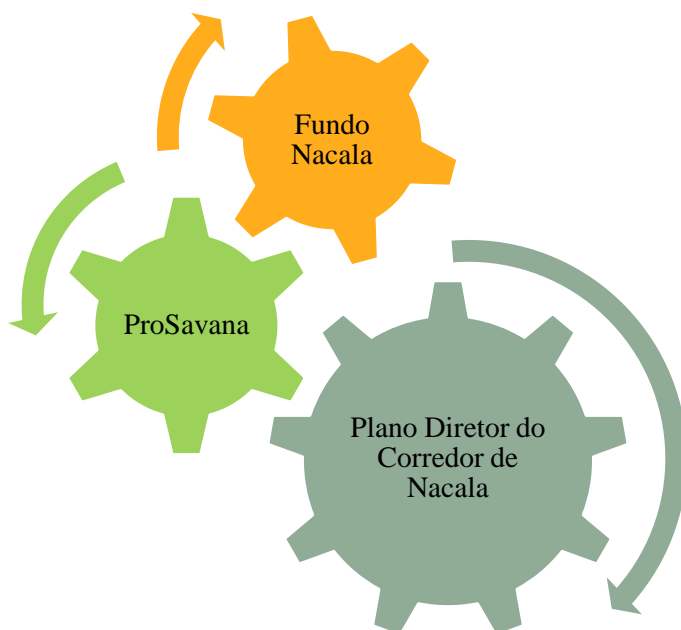 Fundo
Nacala
ProSavana
Plano Diretor do
Corredor de
Nacala